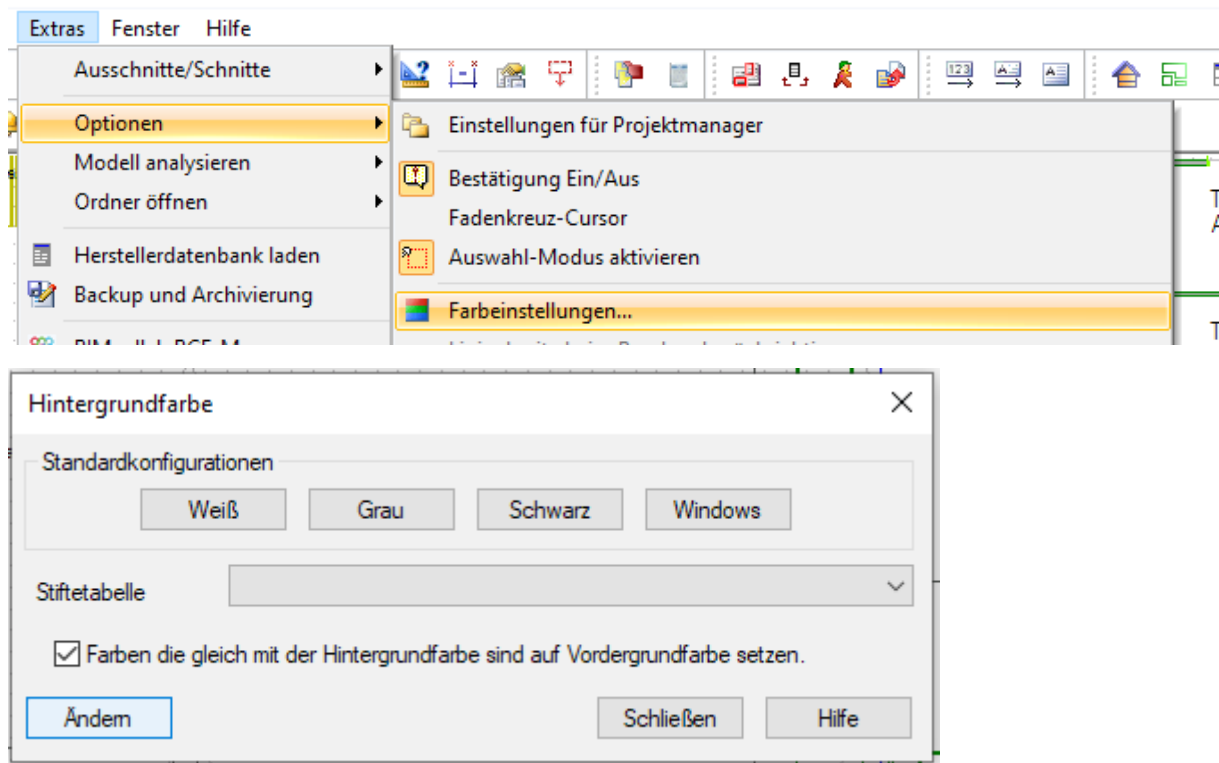 Extras Fenster Hilfe
Ausschnitte/Schnitte
123 A A
Optionen
Einstellungen für Projektmanager
Modell analysieren
Bestätigung Ein/Aus
Ordner öffnen
Fadenkreuz-Cursor
Herstellerdatenbank laden
Auswahl-Modus aktivieren
Backup und Archivierung
Farbeinstellungen...
Hintergrundfarbe
Standardkonfigurationen
Weiß Grau Schwarz Windows
Stiftetabelle
Farben die gleich mit der Hintergrundfarbe sind auf Vordergrundfarbe setzen.
Ändern Schließen Hilfe